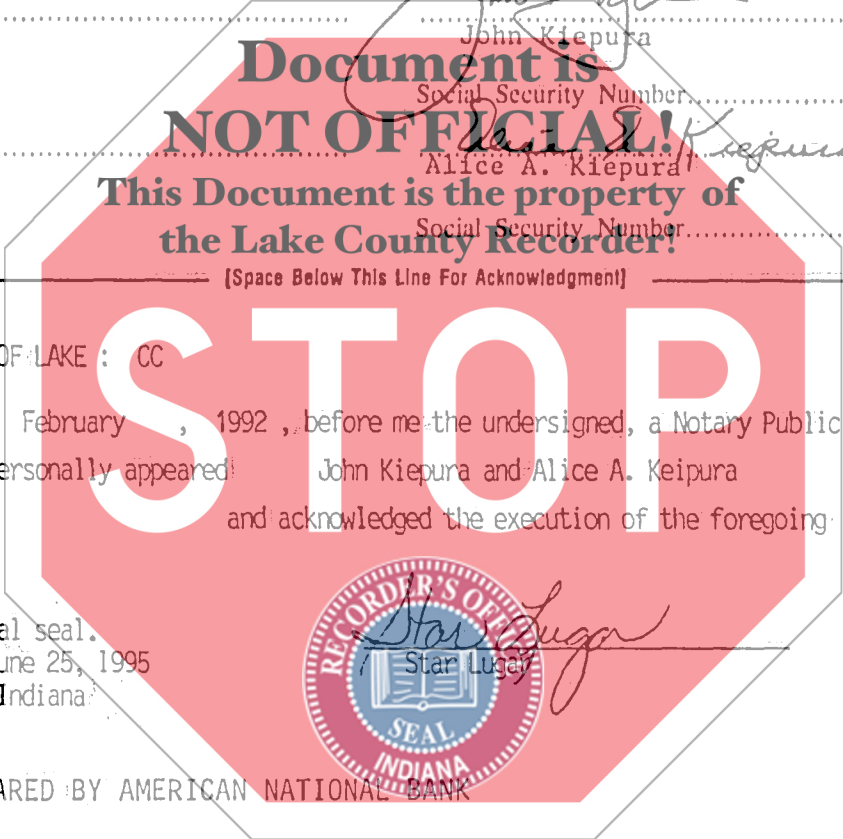 John Kiepura
Document is
Social Security Number
NOT OFFICIAL!
Alice A. Kiepura
This Document is the property of
Social Security Number
the Lake County Recorder!
[Space Below This Line For Acknowledgment]
OF LAKE : CC
STOP
February , 1992 , before me the undersigned, a Notary Public
ersonally appeared John Kiepura and Alice A. Keipura
and acknowledged the execution of the foregoing
RECORDER'S OFFICE
al seal.
Star Lugar
une 25, 1995
Star Lugar
Indiana
SEAL
INDIANA
ARED BY AMERICAN NATIONAL BANK